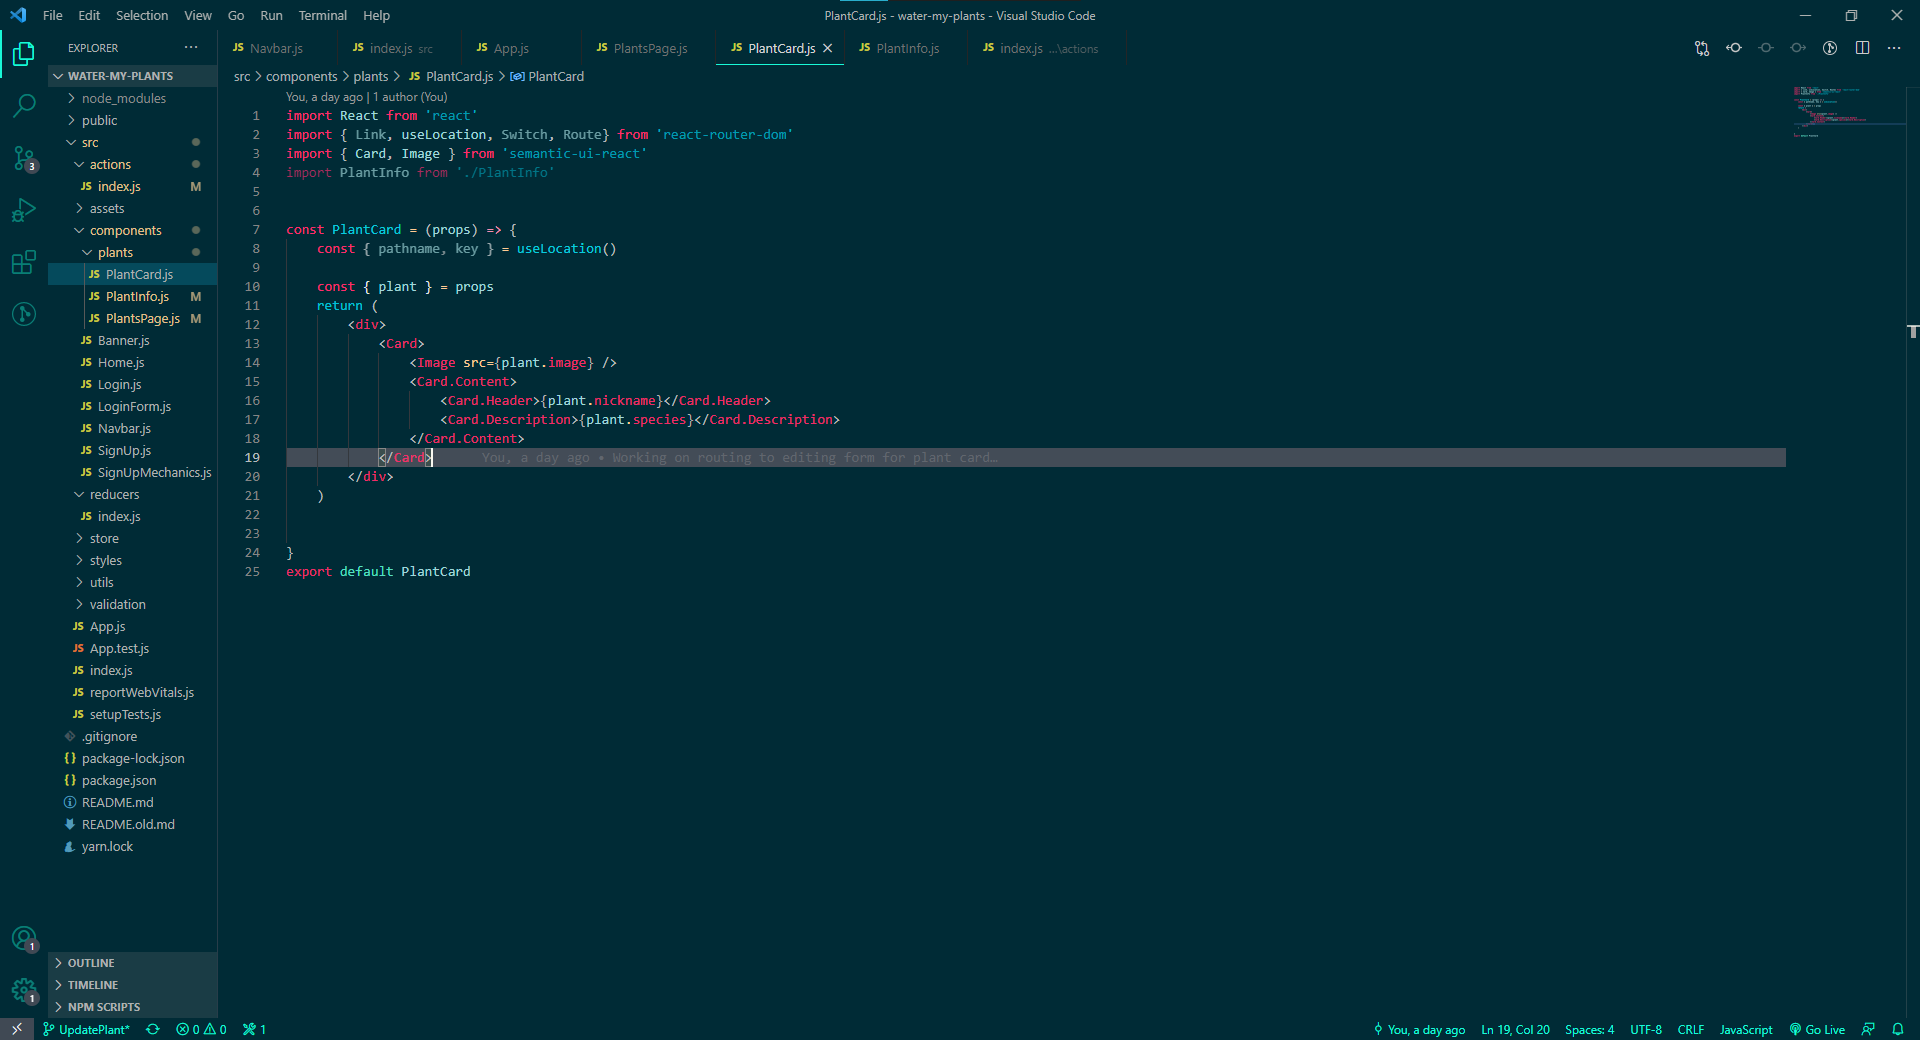 File Edit Selection View Go Run Terminal Help PlantCard.js - water-my-plants - Visual Studio Code
EXPLORER
JS Navbar.js JS index.js src JS App.js JS PlantsPage.js JS PlantCard.js JS PlantInfo.js JS index.js ...\actions
src > components > plants > JS PlantCard.js > PlantCard
WATER-MY-PLANTS
node_modules
public
src
actions
JS index.js M
assets
components
plants
JS PlantCard.js
JS PlantInfo.js M
JS PlantsPage.js M
JS Banner.js
JS Home.js
JS Login.js
JS LoginForm.js
JS Navbar.js
JS SignUp.js
JS SignUpMechanics.js
reducers
JS index.js
store
styles
utils
validation
JS App.js
JS App.test.js
JS index.js
JS reportWebVitals.js
JS setupTests.js
.gitignore
{} package-lock.json
{} package.json
README.md
README.old.md
yarn.lock
OUTLINE
TIMELINE
NPM SCRIPTS
3
1
1
You, a day ago | 1 author (You)
1 import React from 'react'
2 import { Link, useLocation, Switch, Route} from 'react-router-dom'
3 import { Card, Image } from 'semantic-ui-react'
4 import PlantInfo from './PlantInfo'
5
6
7 const PlantCard = (props) => {
8 const { pathname, key } = useLocation()
9
10 const { plant } = props
11 return (
12 <div>
13 <Card>
14 <Image src={plant.image} />
15 <Card.Content>
16 <Card.Header>{plant.nickname}</Card.Header>
17 <Card.Description>{plant.species}</Card.Description>
18 </Card.Content>
19 </Card> You, a day ago • Working on routing to editing form for plant card…
20 </div>
21 )
22
23
24 }
25 export default PlantCard
UpdatePlant* 0 0 1 You, a day ago Ln 19, Col 20 Spaces: 4 UTF-8 CRLF JavaScript Go Live